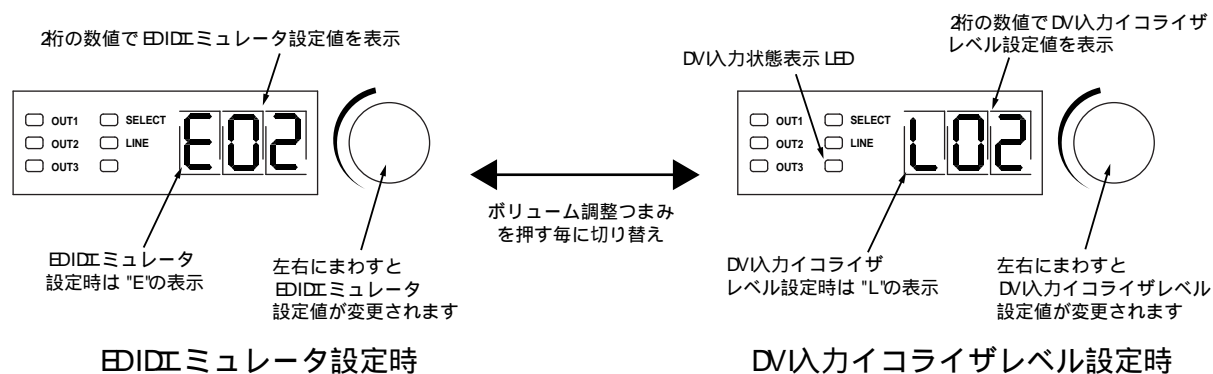 2桁の数値でEDIDエミュレータ設定値を表示
OUT1 SELECT
OUT2 LINE
OUT3
E02
EDIDエミュレータ
設定時は "E"の表示
左右にまわすと
EDIDエミュレータ
設定値が変更されます
EDIDエミュレータ設定時
ボリューム調整つまみ
を押す毎に切り替え
2桁の数値でDVI入力イコライザ
レベル設定値を表示
DVI入力状態表示 LED
OUT1 SELECT
OUT2 LINE
OUT3
L02
DVI入力イコライザ
レベル設定時は "L"の表示
左右にまわすと
DVI入力イコライザレベル
設定値が変更されます
DVI入力イコライザレベル設定時